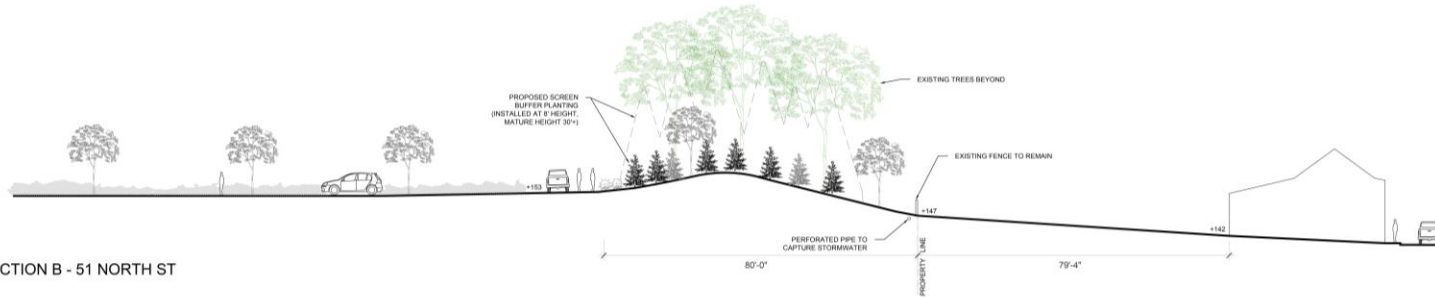 EXISTING TREES BEYOND
PROPOSED SCREEN
BUFFER PLANTING
(INSTALLED AT 8' HEIGHT,
MATURE HEIGHT 30'+)
EXISTING FENCE TO REMAIN
+153
+147
+142
PERFORATED PIPE TO
CAPTURE STORMWATER
80'-0"
PROPERTY LINE
79'-4"
CTION B - 51 NORTH ST